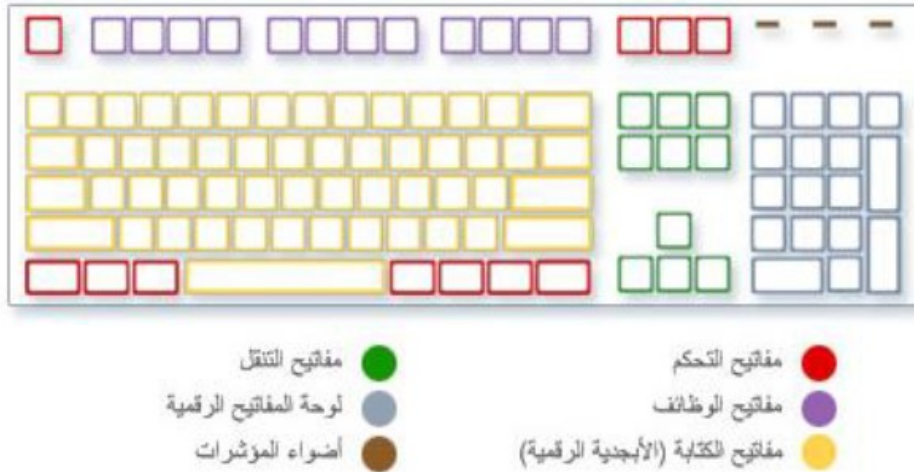 مفاتيح التحكم
مفاتيح التنقل
مفاتيح الوظائف
لوحة المفاتيح الرقمية
مفاتيح الكتابة (الأبجدية الرقمية)
أضواء المؤشرات